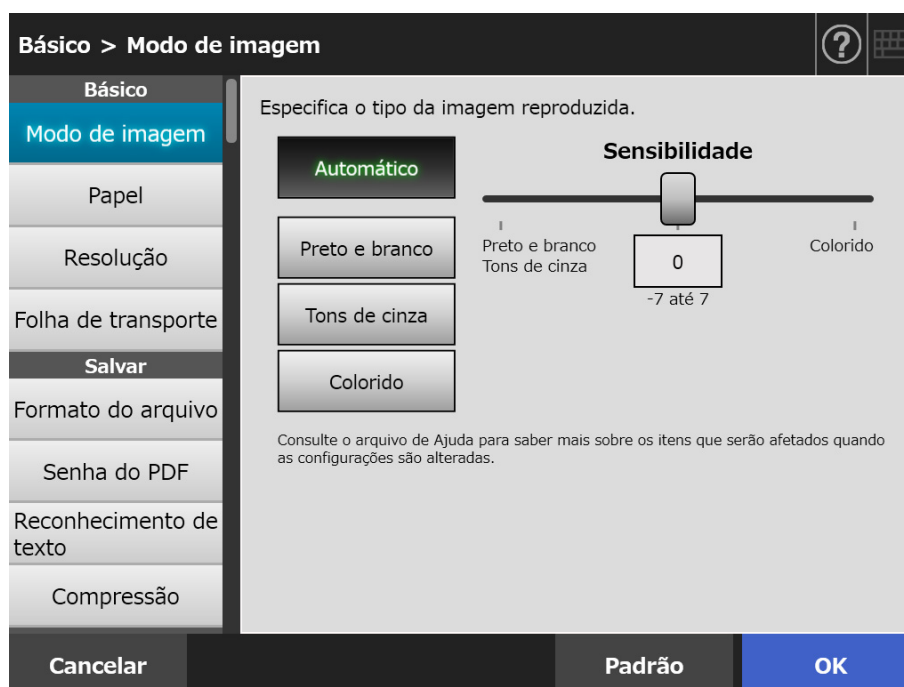 Básico > Modo de imagem
?
Básico
Modo de imagem
Papel
Resolução
Folha de transporte
Salvar
Formato do arquivo
Senha do PDF
Reconhecimento de
texto
Compressão
Especifica o tipo da imagem reproduzida.
Automático
Preto e branco
Tons de cinza
Colorido
Sensibilidade
Preto e branco
Tons de cinza
0
-7 até 7
Colorido
Consulte o arquivo de Ajuda para saber mais sobre os itens que serão afetados quando
as configurações são alteradas.
Cancelar
Padrão
OK